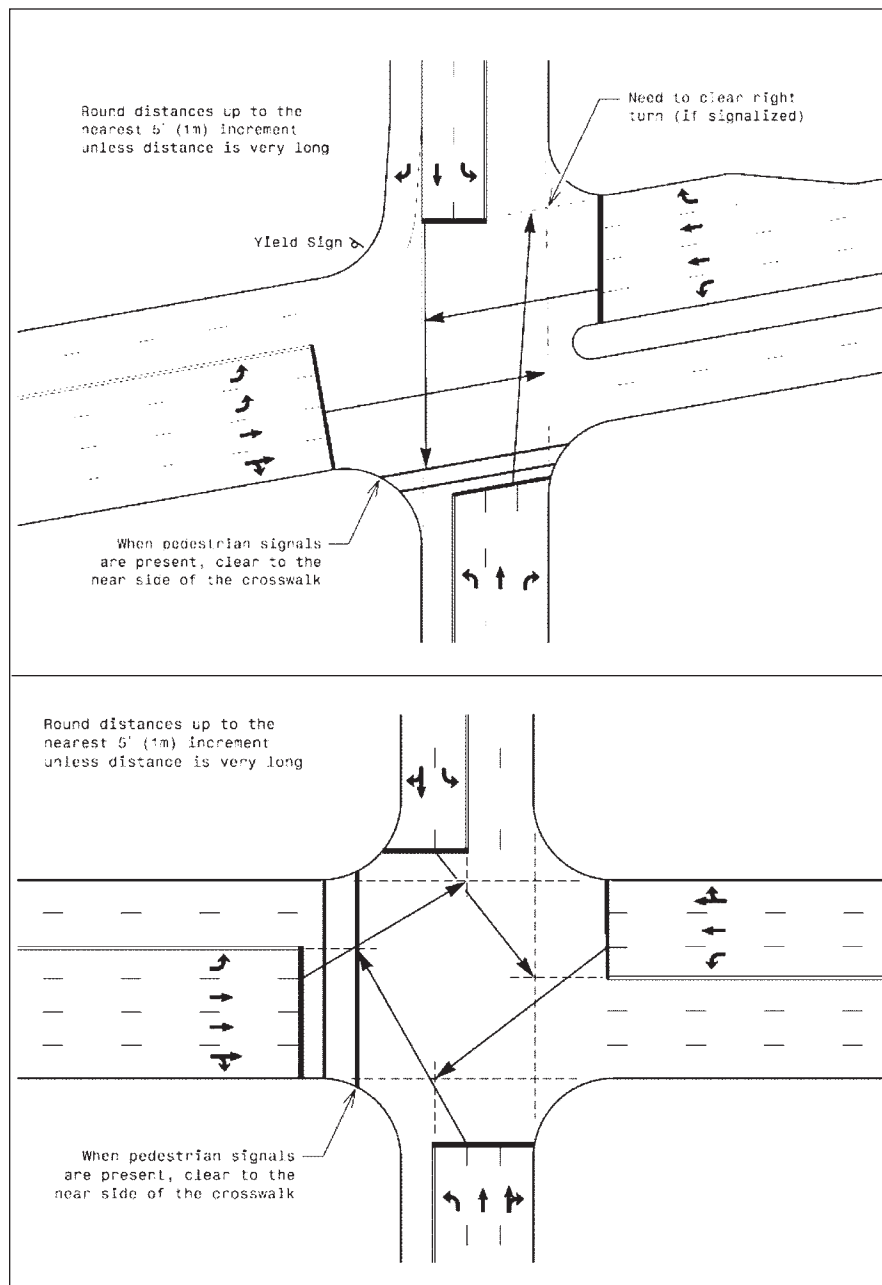 Round distances up to the
nearest 5' (1m) increment
unless distance is very long
Need to clear right
turn (if signalized)
Yield Sign
When pedestrian signals
are present, clear to the
near side of the crosswalk
Round distances up to the
nearest 5' (1m) increment
unless distance is very long
When pedestrian signals
are present, clear to the
near side of the crosswalk